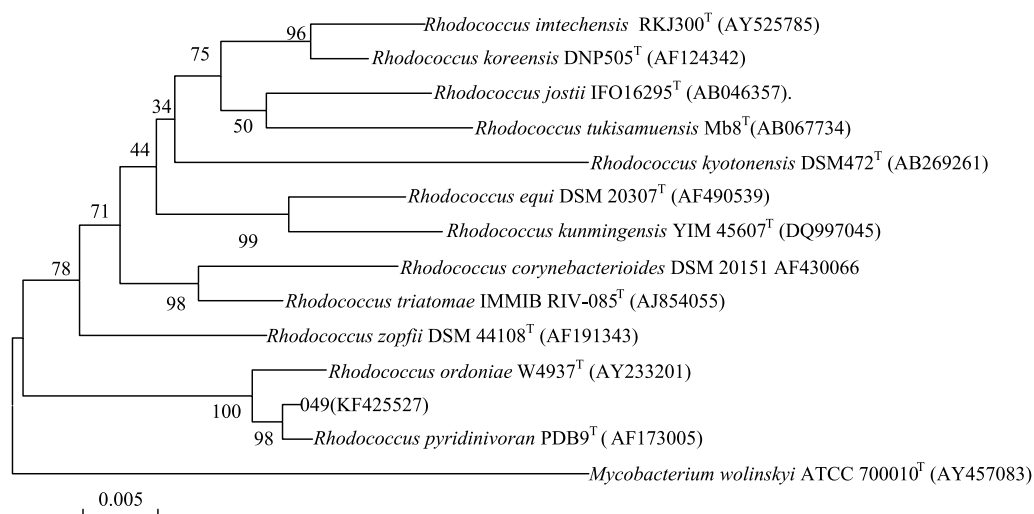 96 Rhodococcus imtechensis RKJ300T (AY525785)
75 Rhodococcus koreensis DNP505T (AF124342)
Rhodococcus jostii IFO16295T (AB046357).
34 50 Rhodococcus tukisamuensis Mb8T(AB067734)
44 Rhodococcus kyotonensis DSM472T (AB269261)
Rhodococcus equi DSM 20307T (AF490539)
71 99 Rhodococcus kunmingensis YIM 45607T (DQ997045)
78 Rhodococcus corynebacterioides DSM 20151 AF430066
98 Rhodococcus triatomae IMMIB RIV-085T (AJ854055)
Rhodococcus zopfii DSM 44108T (AF191343)
Rhodococcus ordoniae W4937T (AY233201)
100 049(KF425527)
98 Rhodococcus pyridinivoran PDB9T ( AF173005)
Mycobacterium wolinskyi ATCC 700010T (AY457083)
0.005